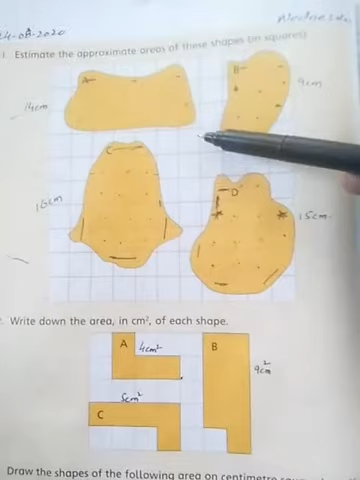 24-08-2020
1 Estimate the approximate areas of these shapes (in squares)
A
B
9cm
14cm
C
16cm
D
15cm
2. Write down the area, in cm², of each shape.
A
4cm²
B
9cm²
5cm²
C
Draw the shapes of the following area on centimetre